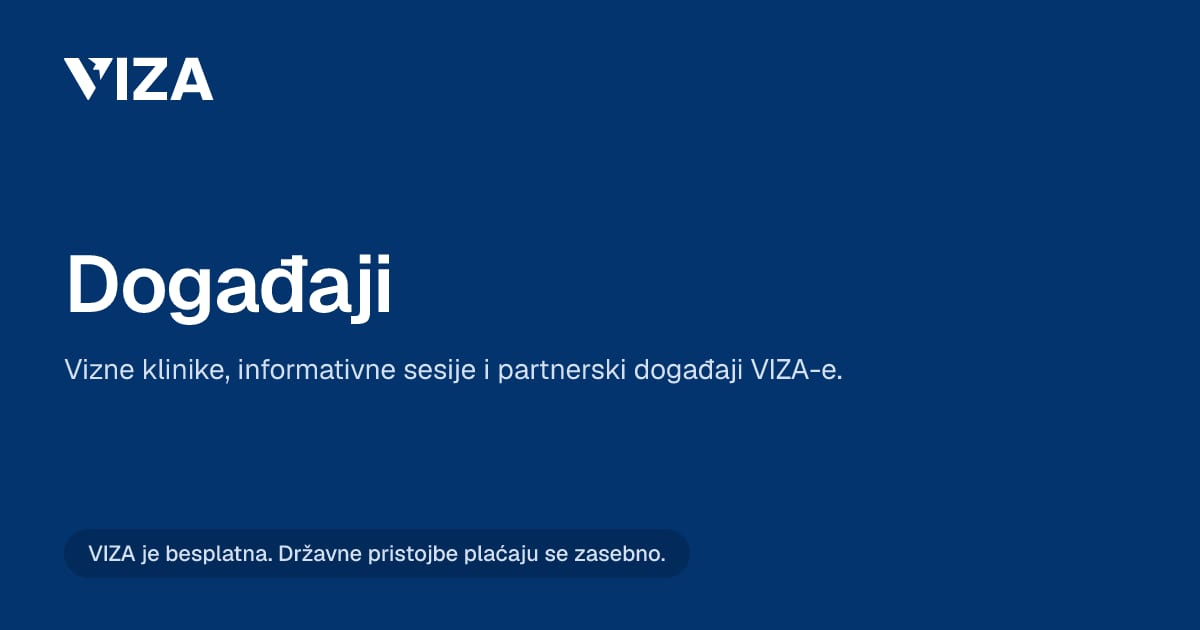 VIZA
Događaji
Vizne klinike, informativne sesije i partnerski događaji VIZA-e.
VIZA je besplatna. Državne pristojbe plaćaju se zasebno.